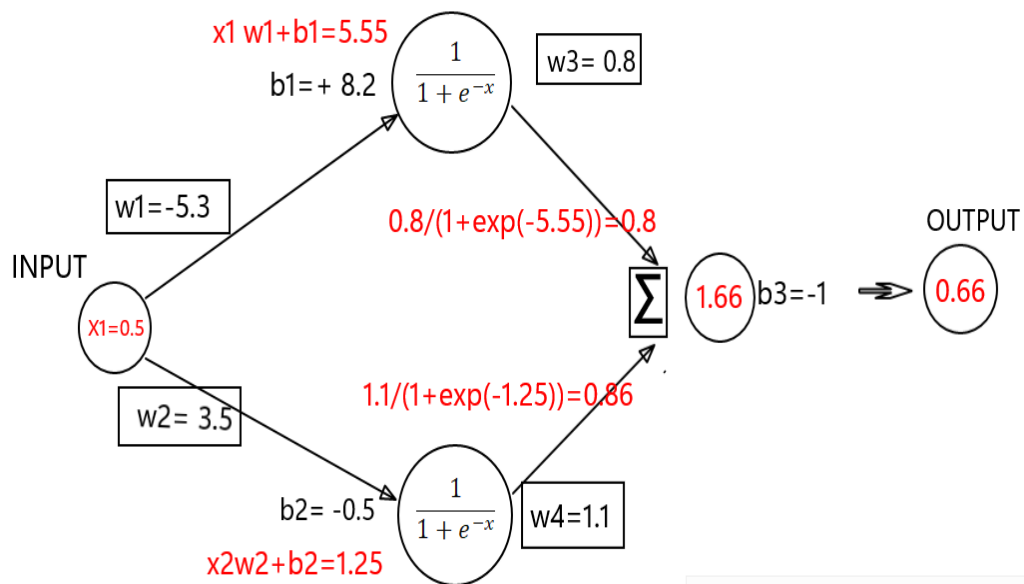 x1 w1+b1=5.55
b1=+ 8.2
1
1 + e^{-x}
w3= 0.8
w1=-5.3
0.8/(1+exp(-5.55))=0.8
OUTPUT
INPUT
X1=0.5
Σ
1.66
b3=-1
0.66
1.1/(1+exp(-1.25))=0.86
w2= 3.5
b2= -0.5
1
1 + e^{-x}
w4=1.1
x2w2+b2=1.25